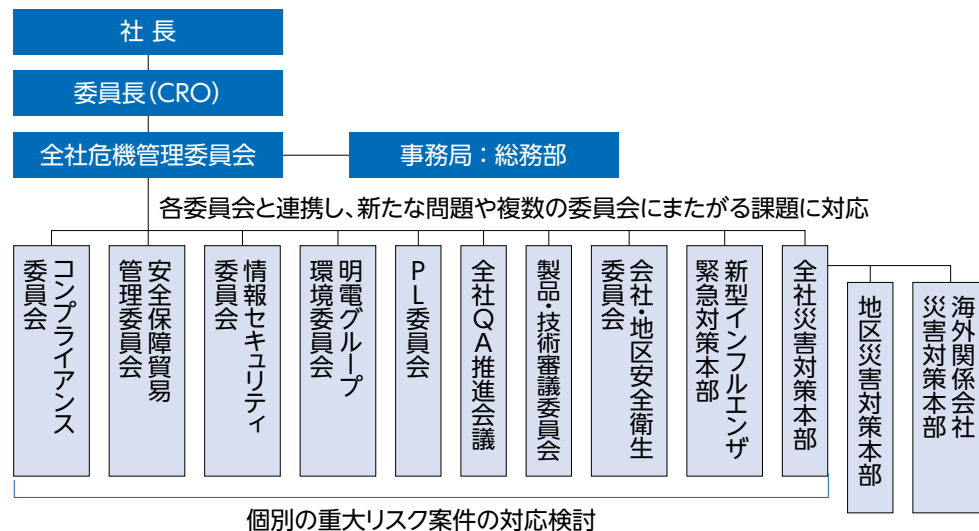 社 長
委員長(CRO)
全社危機管理委員会
事務局：総務部
各委員会と連携し、新たな問題や複数の委員会にまたがる課題に対応
コンプライアンス
委員会
安全保障貿易
管理委員会
情報セキュリティ
委員会
明電グループ
環境委員会
PL委員会
全社QA推進会議
製品・技術審議委員会
会社・地区安全衛生
委員会
新型インフルエンザ
緊急対策本部
全社災害対策本部
地区災害対策本部
海外関係会社
災害対策本部
個別の重大リスク案件の対応検討